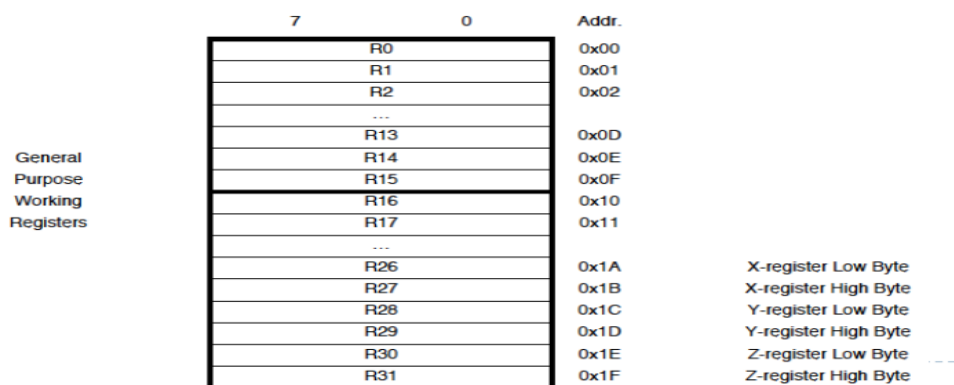 7 0 Addr.
R0 0x00
R1 0x01
R2 0x02
...
R13 0x0D
General R14 0x0E
Purpose R15 0x0F
Working R16 0x10
Registers R17 0x11
...
R26 0x1A X-register Low Byte
R27 0x1B X-register High Byte
R28 0x1C Y-register Low Byte
R29 0x1D Y-register High Byte
R30 0x1E Z-register Low Byte
R31 0x1F Z-register High Byte